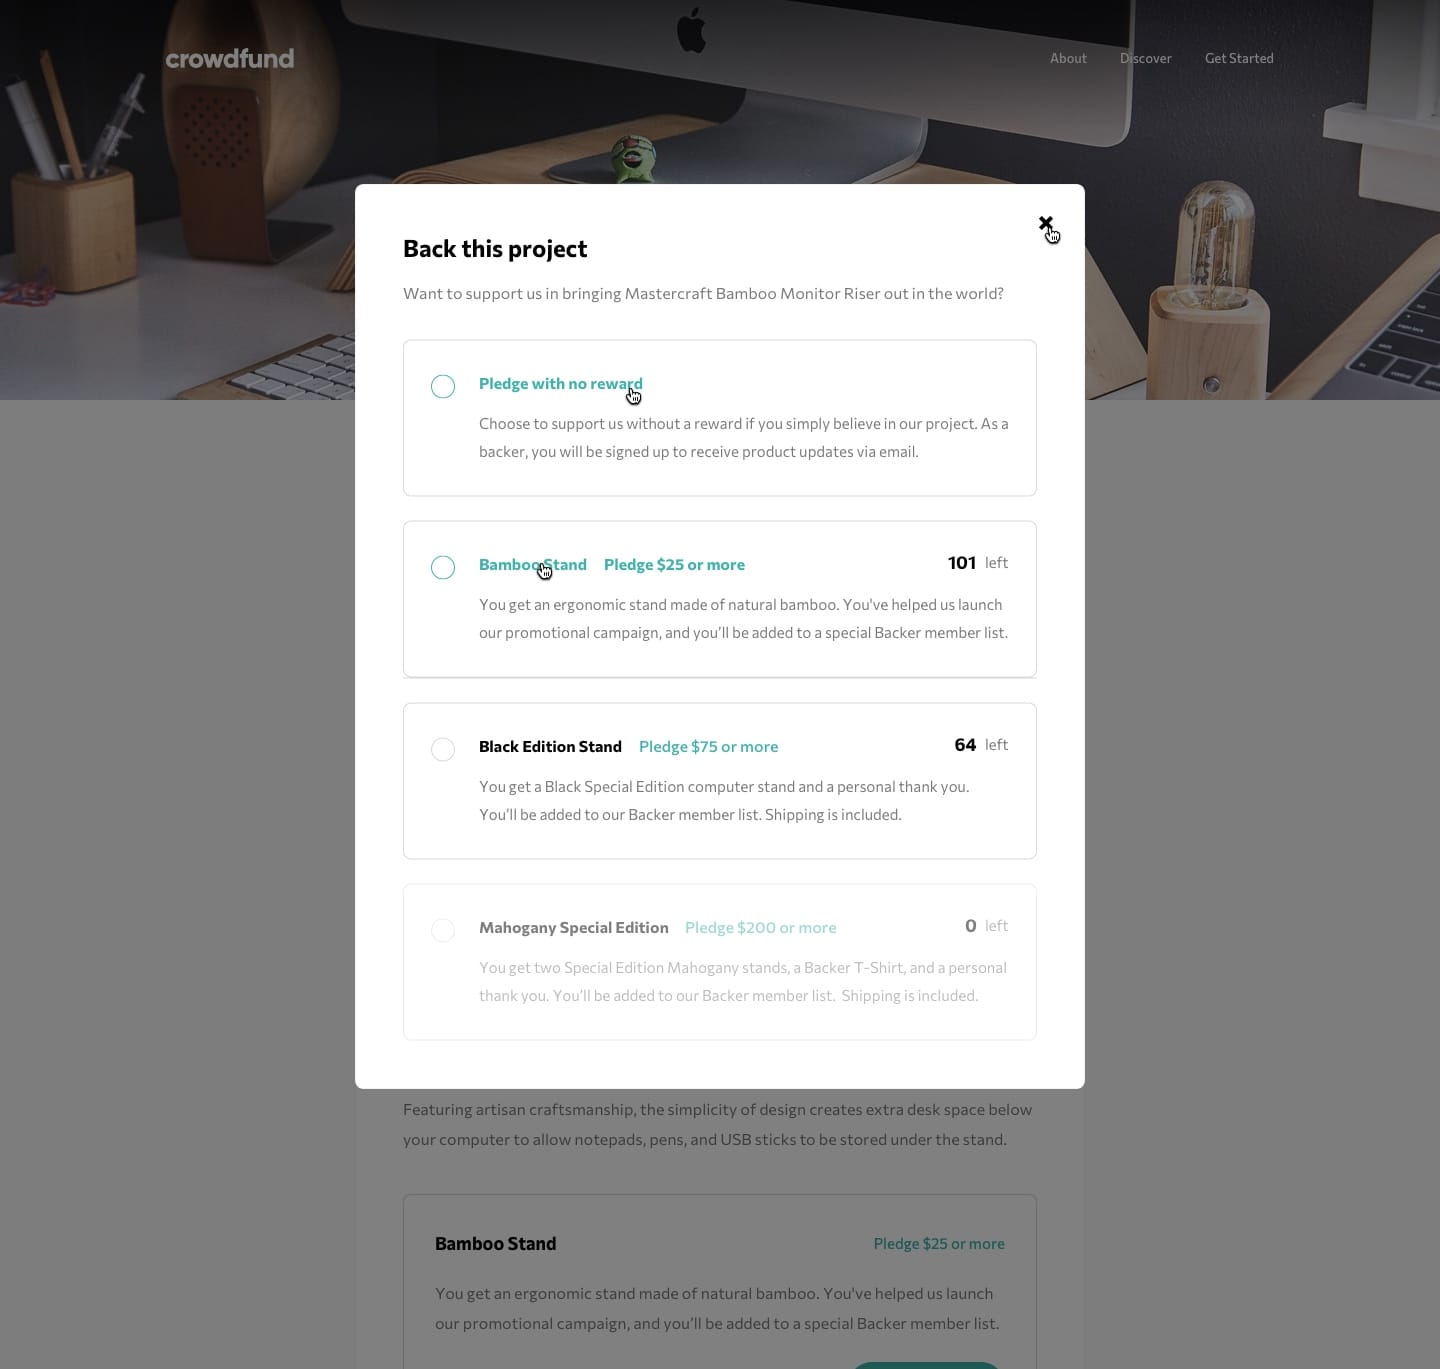 crowdfund
About Discover Get Started
Back this project
Want to support us in bringing Mastercraft Bamboo Monitor Riser out in the world?
Pledge with no reward
Choose to support us without a reward if you simply believe in our project. As a
backer, you will be signed up to receive product updates via email.
Bamboo Stand Pledge $25 or more 101 left
You get an ergonomic stand made of natural bamboo. You've helped us launch
our promotional campaign, and you’ll be added to a special Backer member list.
Black Edition Stand Pledge $75 or more 64 left
You get a Black Special Edition computer stand and a personal thank you.
You’ll be added to our Backer member list. Shipping is included.
Mahogany Special Edition Pledge $200 or more 0 left
You get two Special Edition Mahogany stands, a Backer T-Shirt, and a personal
thank you. You’ll be added to our Backer member list. Shipping is included.
Featuring artisan craftsmanship, the simplicity of design creates extra desk space below
your computer to allow notepads, pens, and USB sticks to be stored under the stand.
Bamboo Stand Pledge $25 or more
You get an ergonomic stand made of natural bamboo. You've helped us launch
our promotional campaign, and you’ll be added to a special Backer member list.